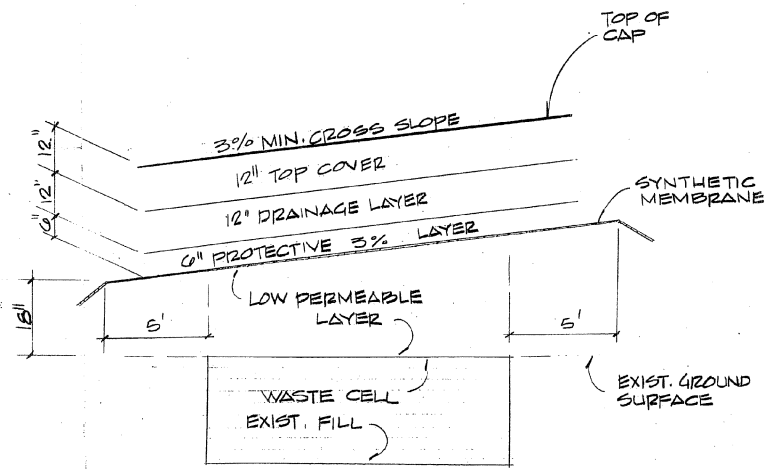 TOP OF
CAP
3% MIN. CROSS SLOPE
12" TOP COVER
12" DRAINAGE LAYER
6" PROTECTIVE 3% LAYER
SYNTHETIC
MEMBRANE
12"
12"
6"
18"
LOW PERMEABLE
LAYER
5'
5'
WASTE CELL
EXIST. FILL
EXIST. GROUND
SURFACE